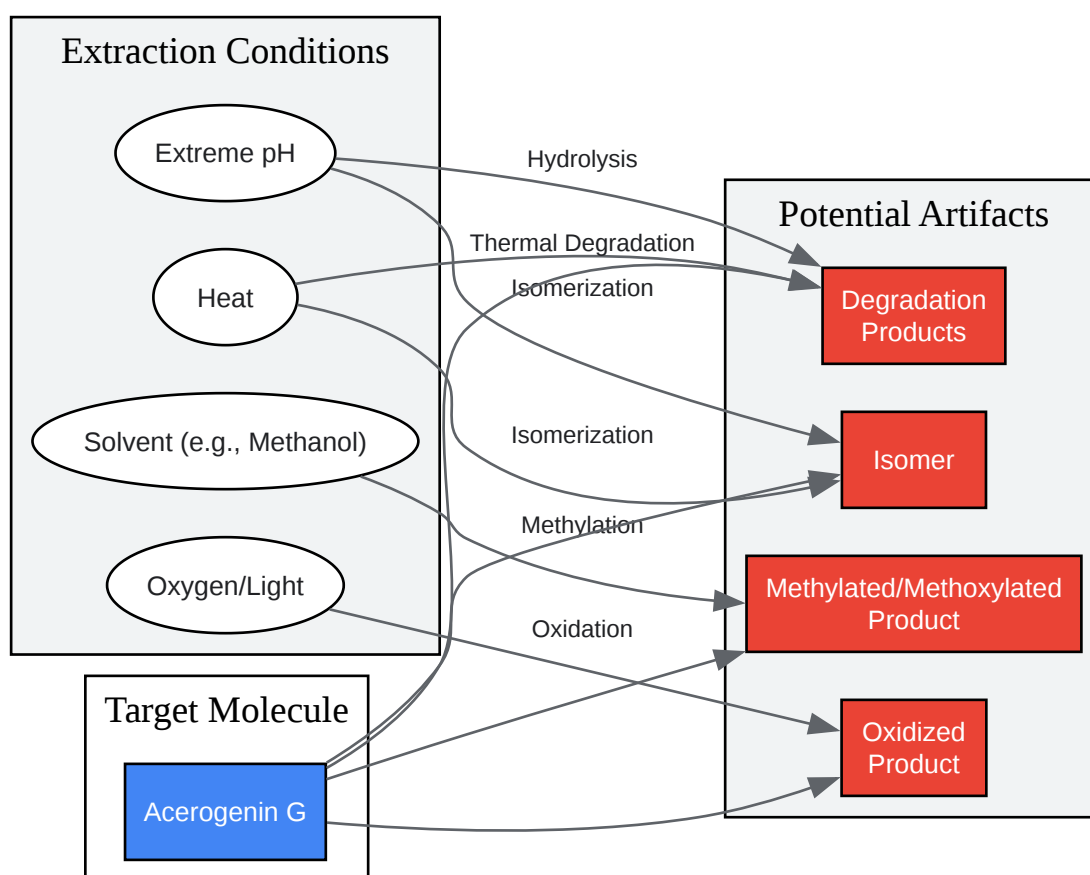 Extraction Conditions
Extreme pH
Heat
Solvent (e.g., Methanol)
Oxygen/Light
Target Molecule
Acerogenin G
Hydrolysis
Thermal Degradation
Isomerization
Isomerization
Methylation
Oxidation
Potential Artifacts
Degradation
Products
Isomer
Methylated/Methoxylated
Product
Oxidized
Product